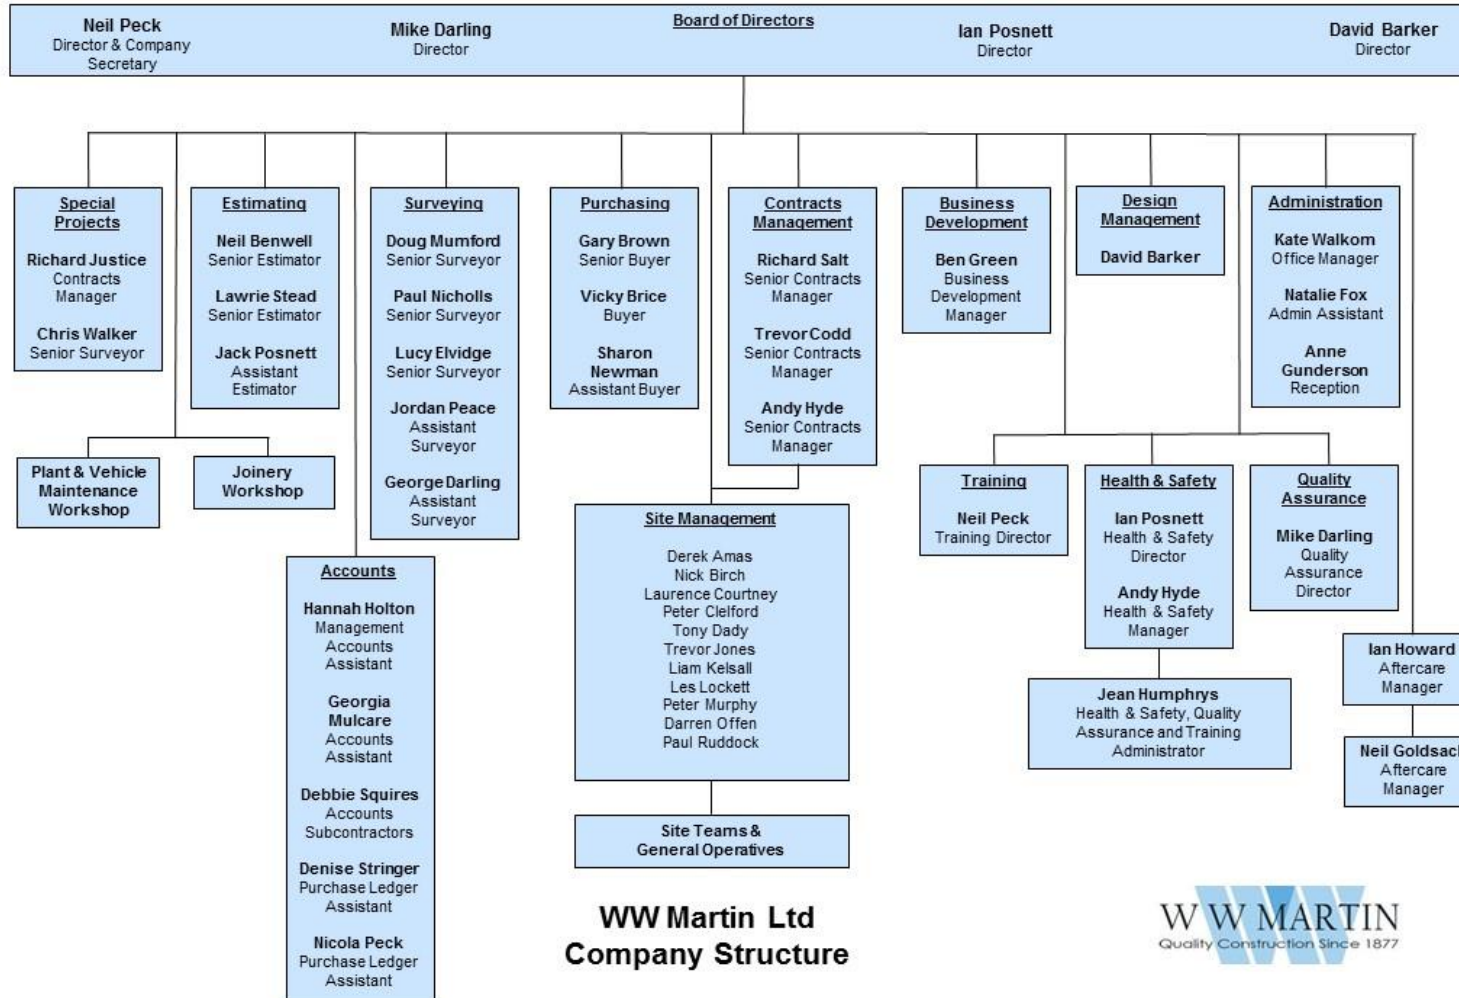 Board of Directors
Neil Peck
Director & Company
Secretary
Mike Darling
Director
Ian Posnett
Director
David Barker
Director
Special
Projects
Richard Justice
Contracts
Manager
Chris Walker
Senior Surveyor
Estimating
Neil Benwell
Senior Estimator
Lawrie Stead
Senior Estimator
Jack Posnett
Assistant
Estimator
Surveying
Doug Mumford
Senior Surveyor
Paul Nicholls
Senior Surveyor
Lucy Elvidge
Senior Surveyor
Jordan Peace
Assistant
Surveyor
George Darling
Assistant
Surveyor
Purchasing
Gary Brown
Senior Buyer
Vicky Brice
Buyer
Sharon
Newman
Assistant Buyer
Contracts
Management
Richard Salt
Senior Contracts
Manager
Trevor Codd
Senior Contracts
Manager
Andy Hyde
Senior Contracts
Manager
Business
Development
Ben Green
Business
Development
Manager
Design
Management
David Barker
Administration
Kate Walkom
Office Manager
Natalie Fox
Admin Assistant
Anne
Gunderson
Reception
Plant & Vehicle
Maintenance
Workshop
Joinery
Workshop
Training
Neil Peck
Training Director
Health & Safety
Ian Posnett
Health & Safety
Director
Andy Hyde
Health & Safety
Manager
Quality
Assurance
Mike Darling
Quality
Assurance
Director
Site Management
Derek Amas
Nick Birch
Laurence Courtney
Peter Clelford
Tony Dady
Trevor Jones
Liam Kelsall
Les Lockett
Peter Murphy
Darren Offen
Paul Ruddock
Accounts
Hannah Holton
Management
Accounts
Assistant
Georgia
Mulcare
Accounts
Assistant
Debbie Squires
Accounts
Subcontractors
Denise Stringer
Purchase Ledger
Assistant
Nicola Peck
Purchase Ledger
Assistant
Jean Humphrys
Health & Safety, Quality
Assurance and Training
Administrator
Ian Howard
Aftercare
Manager
Neil Goldsack
Aftercare
Manager
Site Teams &
General Operatives
WW Martin Ltd
Company Structure
W W MARTIN
Quality Construction Since 1877